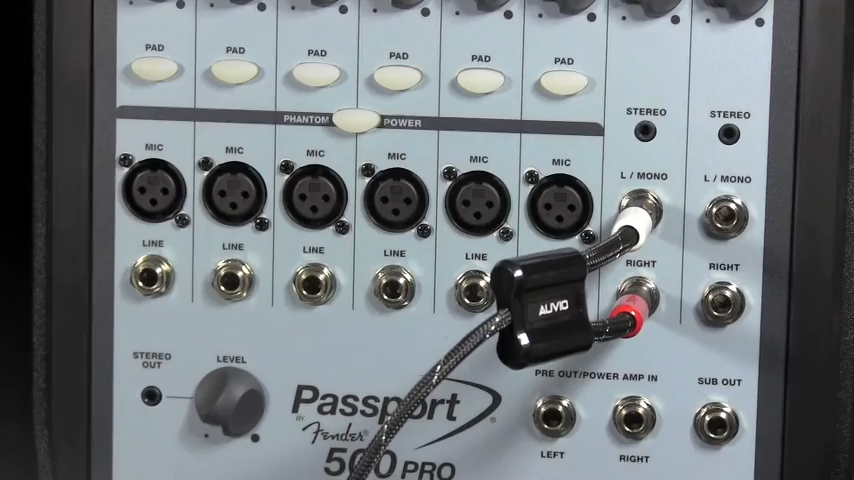 PAD PAD PAD PAD PAD PAD
PHANTOM POWER
STEREO STEREO
MIC MIC MIC MIC MIC MIC
L / MONO L / MONO
LINE LINE LINE LINE LINE
RIGHT RIGHT
AUVIO
STEREO OUT
LEVEL
PRE OUT/POWER AMP IN
SUB OUT
Passport
BY Fender
500 PRO
LEFT
RIGHT